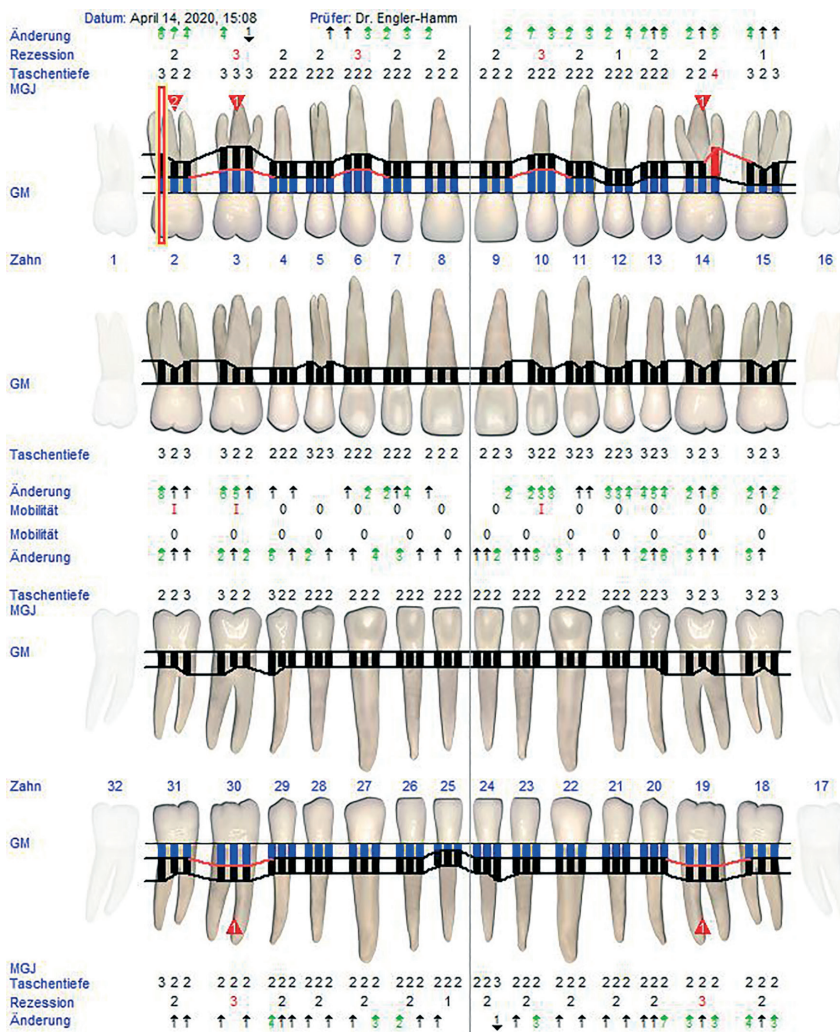 Datum: April 14, 2020, 15:08 Prüfer: Dr. Engler-Hamm
Änderung
Rezession 2 3 2 2 3 2 2 2 3 2 1 2 2 1
Taschentiefe 3 2 2 3 3 3 2 2 2 2 2 2 2 2 2 2 2 2 2 2 2 2 2 2 2 2 2 2 2 2 2 2 2 2 2 2 2 2 4 3 2 3
MGJ
2 1 1
GM
Zahn 1 2 3 4 5 6 7 8 9 10 11 12 13 14 15 16
GM
Taschentiefe 3 2 3 3 2 2 2 2 2 3 2 3 2 2 2 2 2 2 2 2 2 2 2 3 3 2 2 3 2 3 2 2 3 3 2 3 3 2 3 3 2 3
Änderung
Mobilität I I 0 0 0 0 0 0 I 0 0 0 0 0
Mobilität 0 0 0 0 0 0 0 0 0 0 0 0 0 0
Änderung
Taschentiefe 2 2 3 3 2 2 3 2 2 2 2 2 2 2 2 2 2 2 2 2 2 2 2 2 2 2 2 2 2 2 2 2 2 2 2 3 3 2 3 3 2 3
MGJ
GM
Zahn 32 31 30 29 28 27 26 25 24 23 22 21 20 19 18 17
GM
1 1
MGJ
Taschentiefe 3 2 2 2 2 2 2 2 2 2 2 2 2 2 2 2 2 2 2 2 2 2 2 3 2 2 2 2 2 2 2 2 2 2 2 2 2 2 2 2 2 2
Rezession 2 3 2 2 2 2 1 2 2 2 2 2 3 2
Änderung